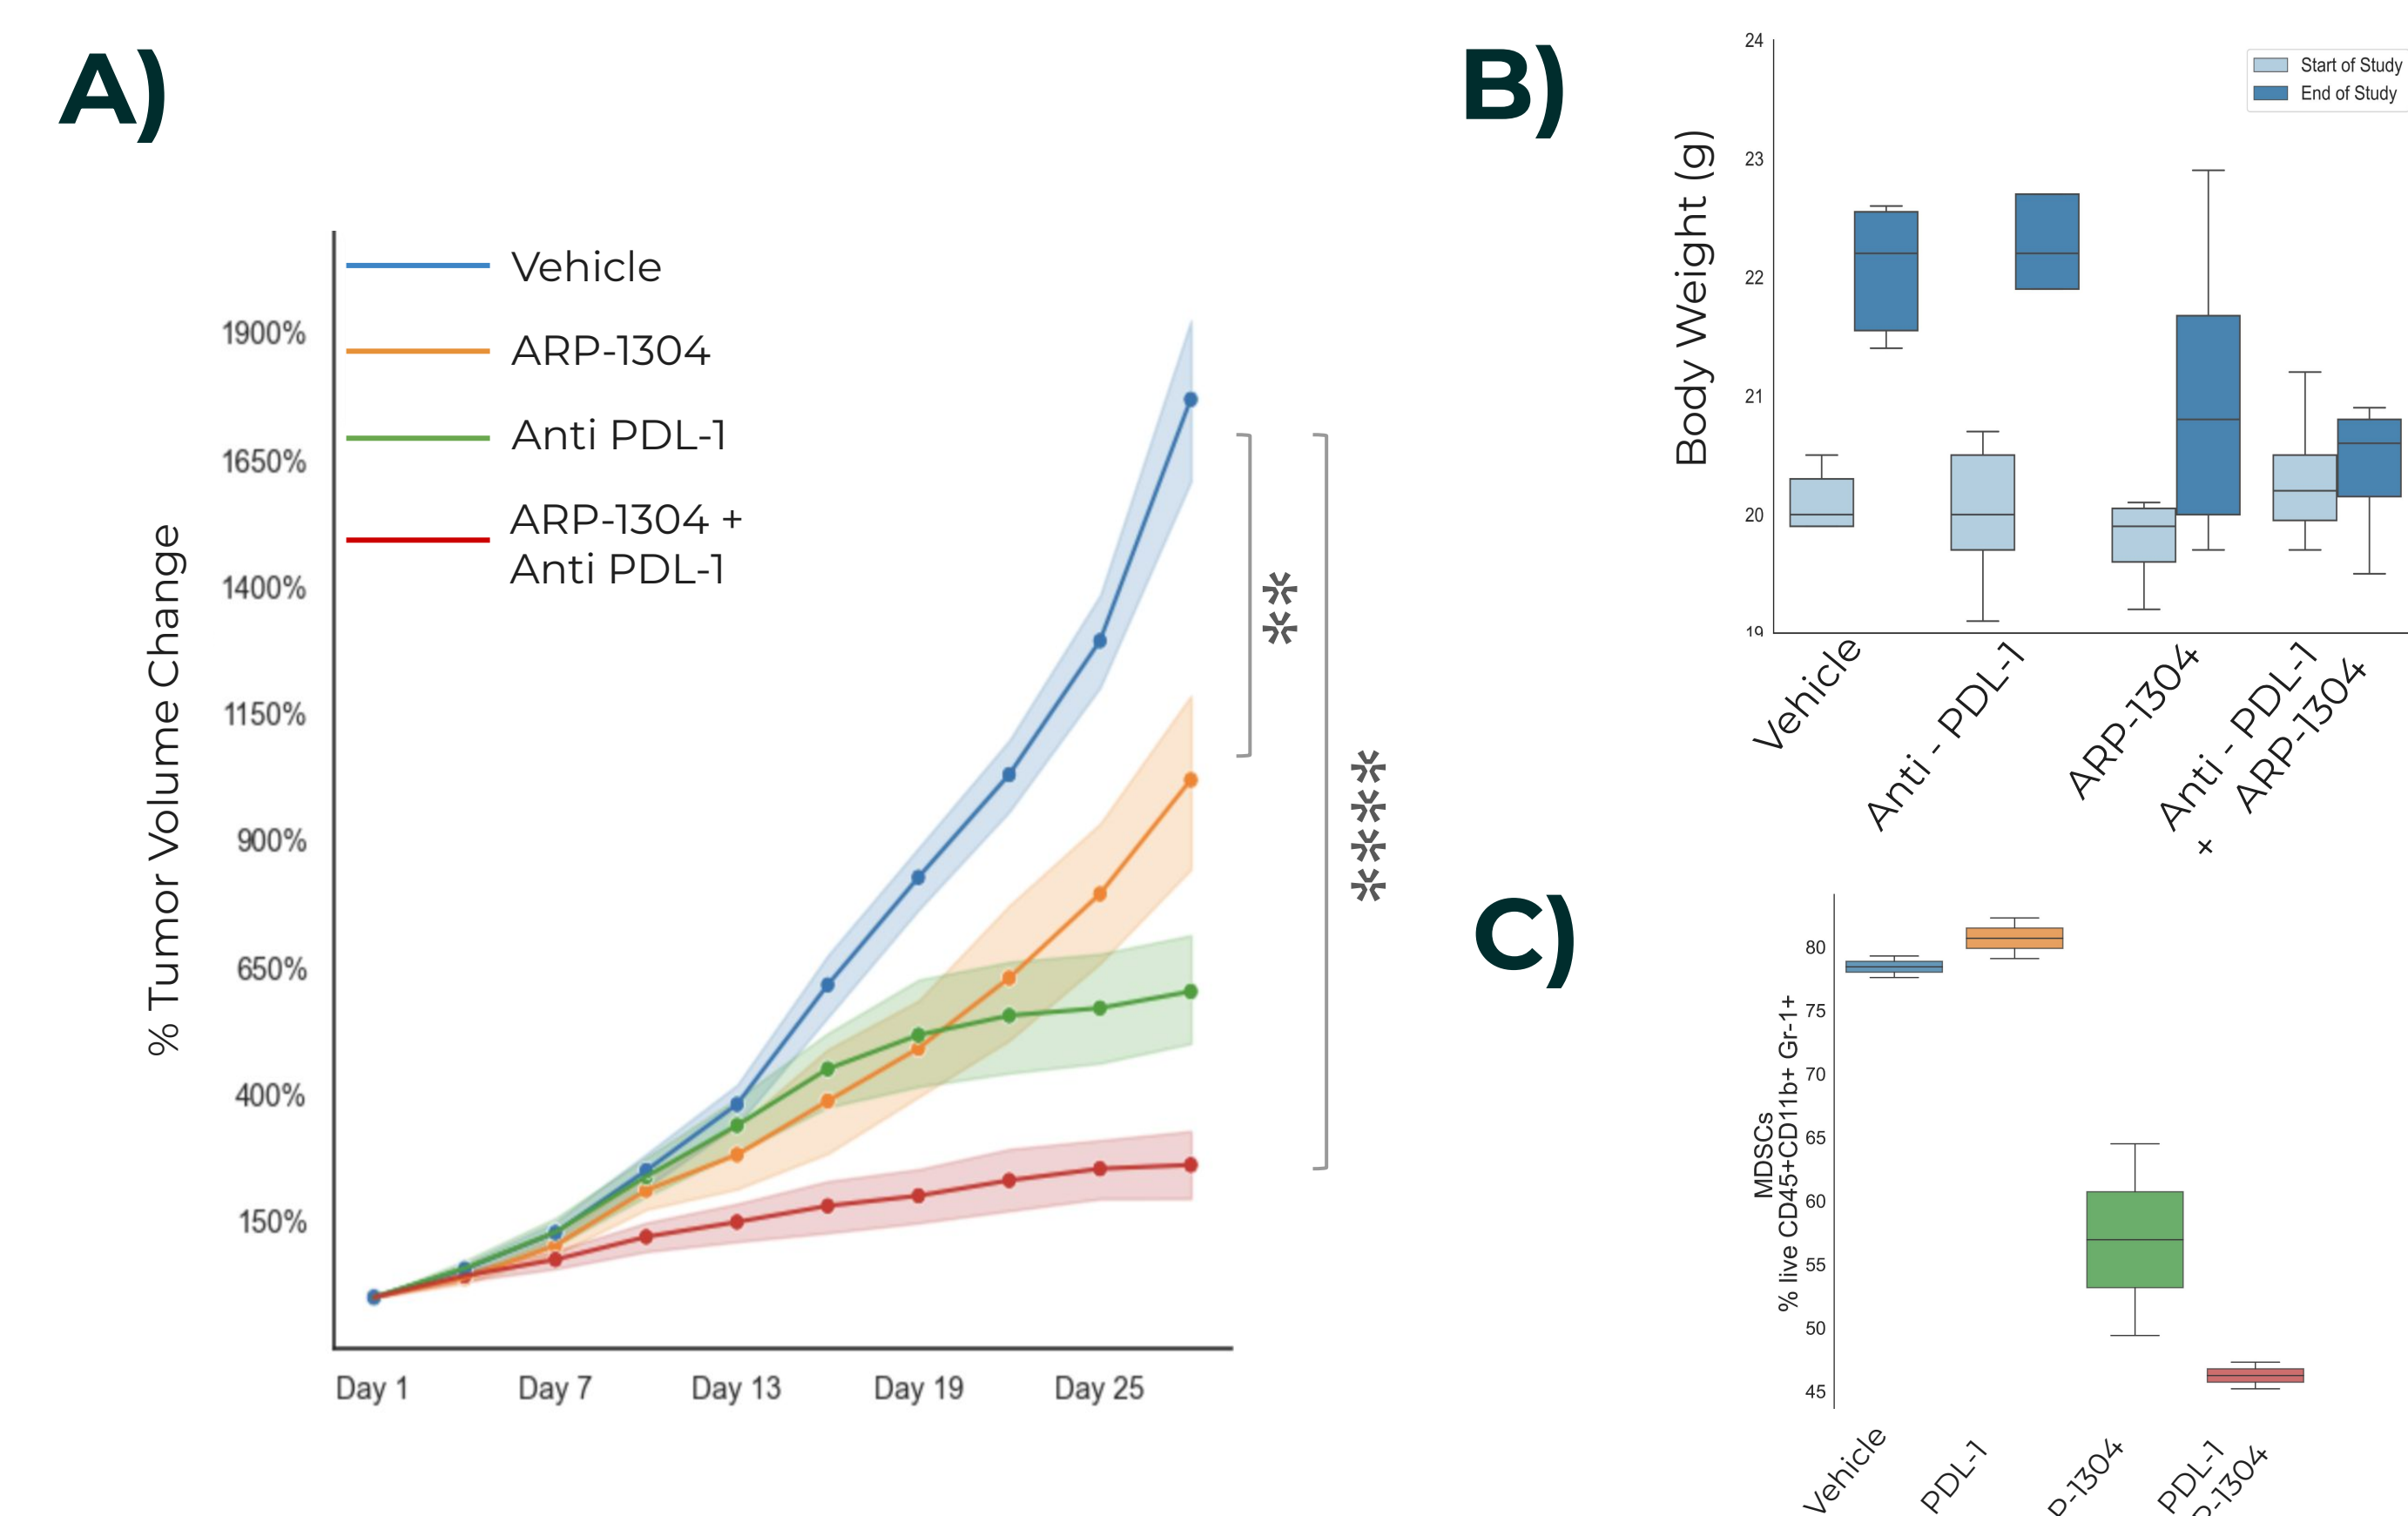 A)
% Tumor Volume Change
Vehicle
ARP-1304
Anti PDL-1
ARP-1304 +
Anti PDL-1
1900%
1650%
1400%
1150%
900%
650%
400%
150%
Day 1
Day 7
Day 13
Day 19
Day 25
**
****
B)
Body Weight (g)
24
23
22
21
20
19
Start of Study
End of Study
Vehicle
Anti - PDL-1
ARP-1304
Anti - PDL-1
+ ARP-1304
C)
MDSCs
% live CD45+CD11b+ Gr-1+
80
75
70
65
60
55
50
45
Vehicle
PDL-1
P-1304
PDL-1
P-1304